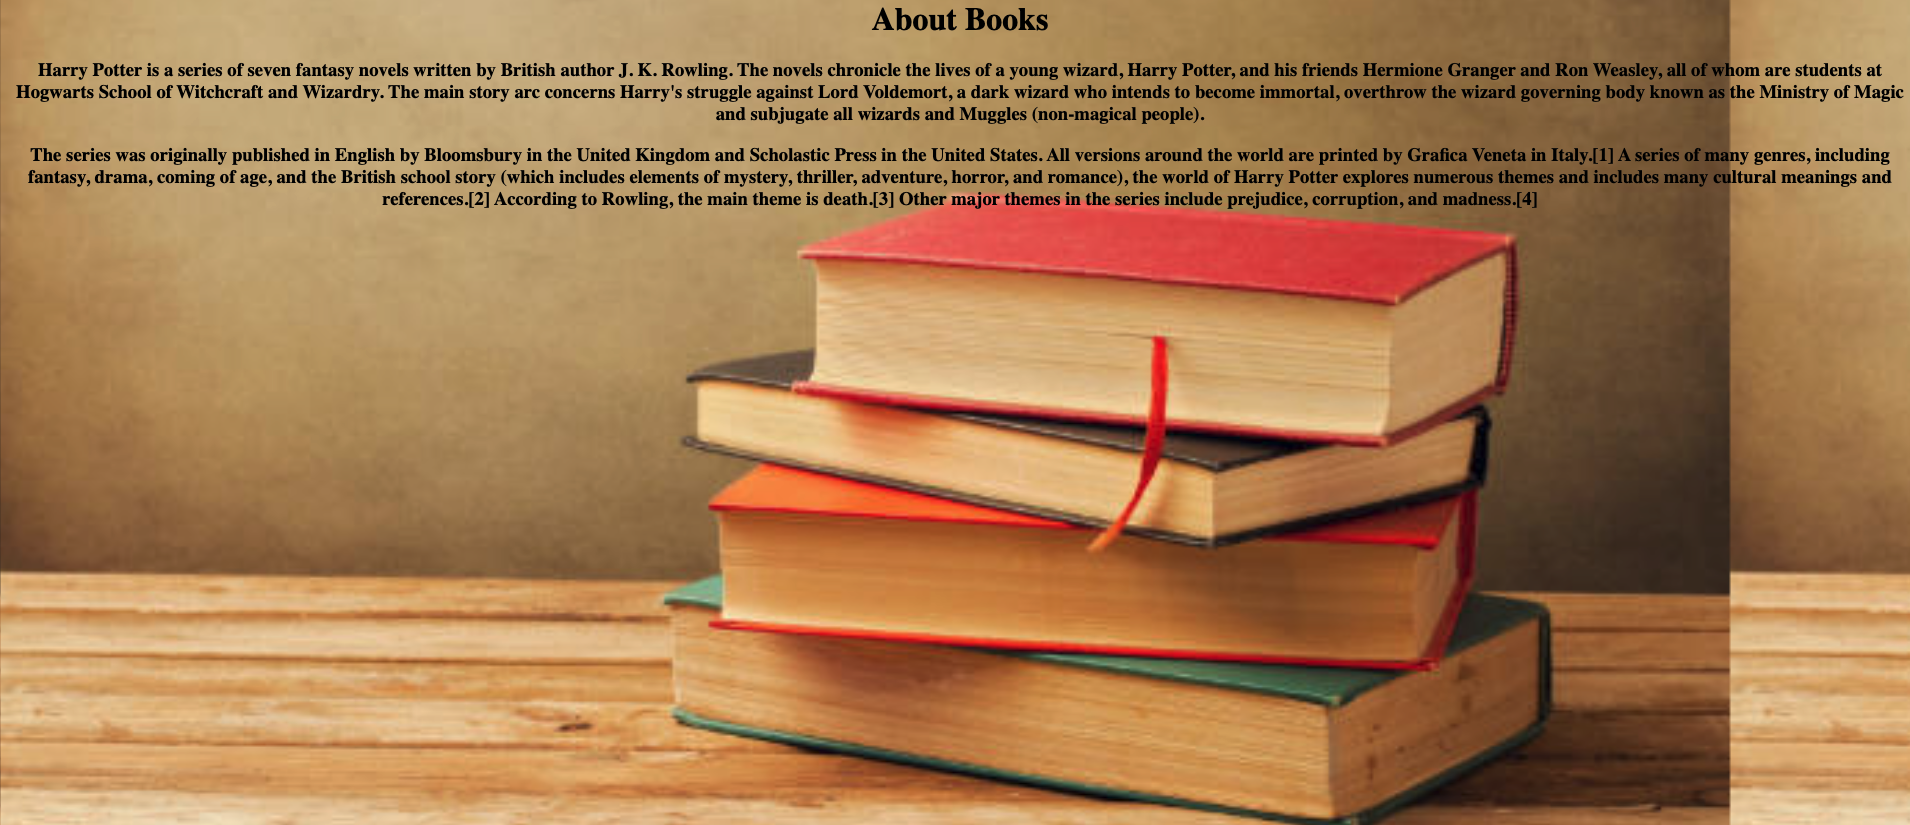 About Books
Harry Potter is a series of seven fantasy novels written by British author J. K. Rowling. The novels chronicle the lives of a young wizard, Harry Potter, and his friends Hermione Granger and Ron Weasley, all of whom are students at
Hogwarts School of Witchcraft and Wizardry. The main story arc concerns Harry's struggle against Lord Voldemort, a dark wizard who intends to become immortal, overthrow the wizard governing body known as the Ministry of Magic
and subjugate all wizards and Muggles (non-magical people).
The series was originally published in English by Bloomsbury in the United Kingdom and Scholastic Press in the United States. All versions around the world are printed by Grafica Veneta in Italy.[1] A series of many genres, including
fantasy, drama, coming of age, and the British school story (which includes elements of mystery, thriller, adventure, horror, and romance), the world of Harry Potter explores numerous themes and includes many cultural meanings and
references.[2] According to Rowling, the main theme is death.[3] Other major themes in the series include prejudice, corruption, and madness.[4]